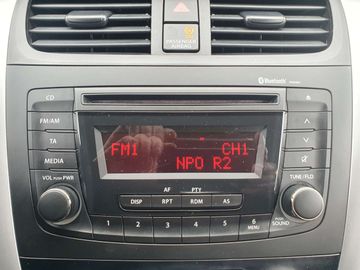 PASSENGER
AIRBAG
Bluetooth
CD
FM/AM
TA
MEDIA
VOL PUSH PWR
FM1 CH1
NPO R2
TUNE/FLD
AF PTY
DISP RPT RDM AS
1 2 3 4 5 6
MENU
PUSH
SOUND